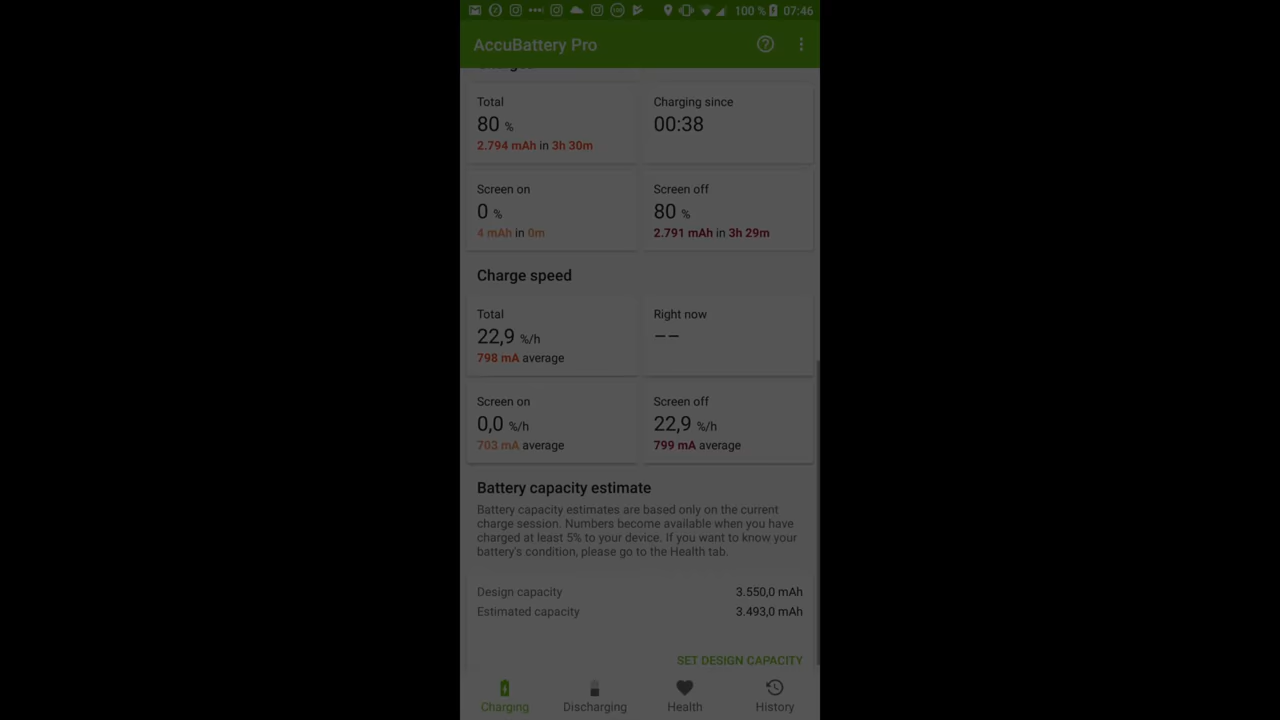 100 % 07:46
AccuBattery Pro
Total
80 %
2.794 mAh in 3h 30m
Charging since
00:38
Screen on
0 %
4 mAh in 0m
Screen off
80 %
2.791 mAh in 3h 29m
Charge speed
Total
22,9 %/h
798 mA average
Right now
––
Screen on
0,0 %/h
703 mA average
Screen off
22,9 %/h
799 mA average
Battery capacity estimate
Battery capacity estimates are based only on the current
charge session. Numbers become available when you have
charged at least 5% to your device. If you want to know your
battery's condition, please go to the Health tab.
Design capacity 3.550,0 mAh
Estimated capacity 3.493,0 mAh
SET DESIGN CAPACITY
Charging Discharging Health History